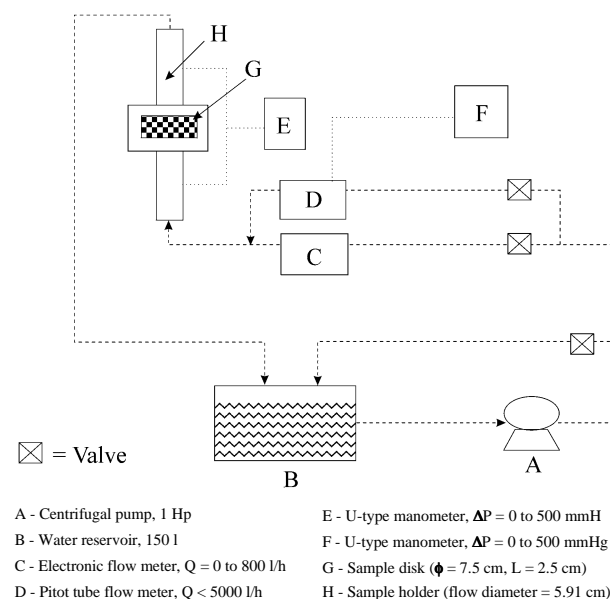 H
G
E
F
D
C
= Valve
B
A
A - Centrifugal pump, 1 Hp
B - Water reservoir, 150 l
C - Electronic flow meter, Q = 0 to 800 l/h
D - Pitot tube flow meter, Q < 5000 l/h
E - U-type manometer, ΔP = 0 to 500 mmH
F - U-type manometer, ΔP = 0 to 500 mmHg
G - Sample disk (ϕ = 7.5 cm, L = 2.5 cm)
H - Sample holder (flow diameter = 5.91 cm)